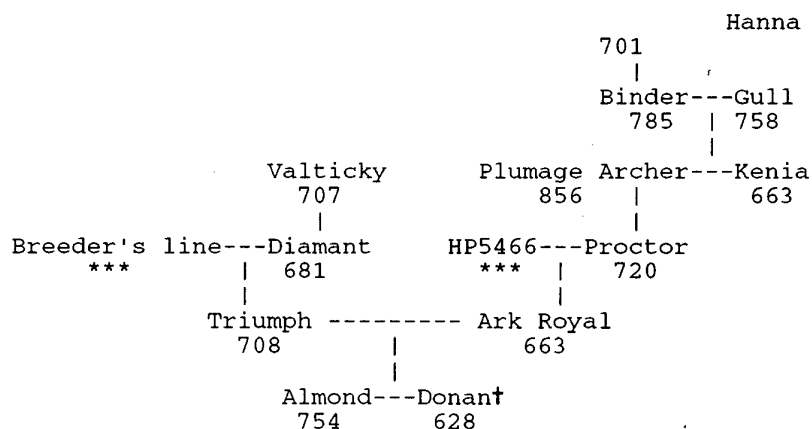 Hanna
701
Binder---Gull
785 758
Valticky Plumage Archer---Kenia
707 856 663
Breeder's line---Diamant HP5466---Proctor
*** 681 *** 720
Triumph --------- Ark Royal
708 663
Almond---Donant†
754 628